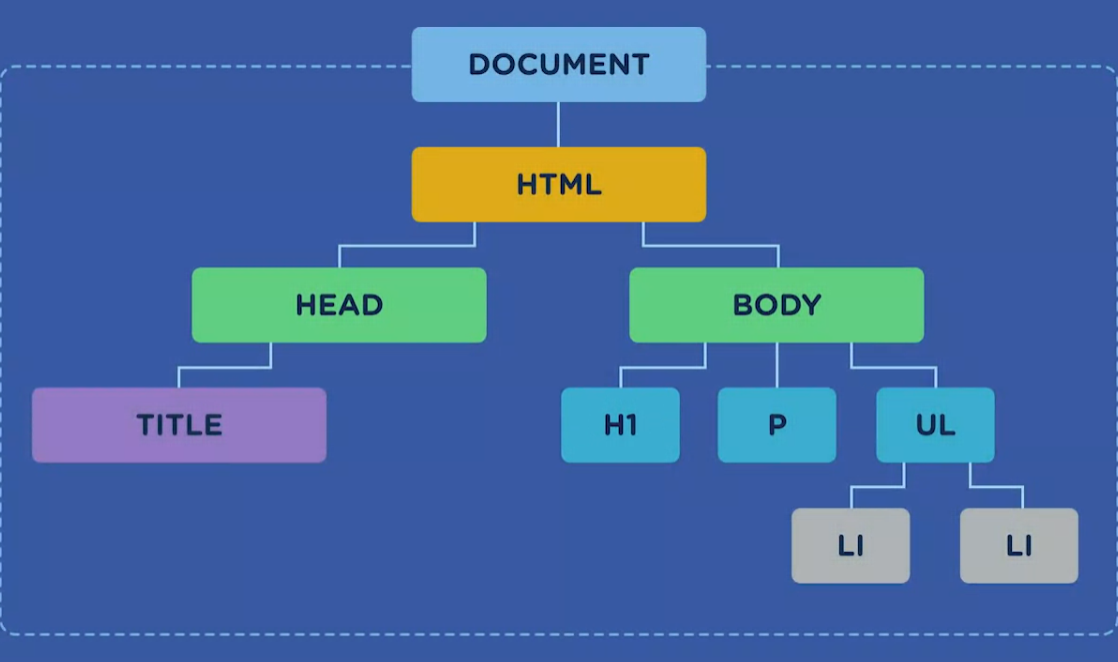 DOCUMENT
HTML
HEAD
BODY
TITLE
H1
P
UL
LI
LI